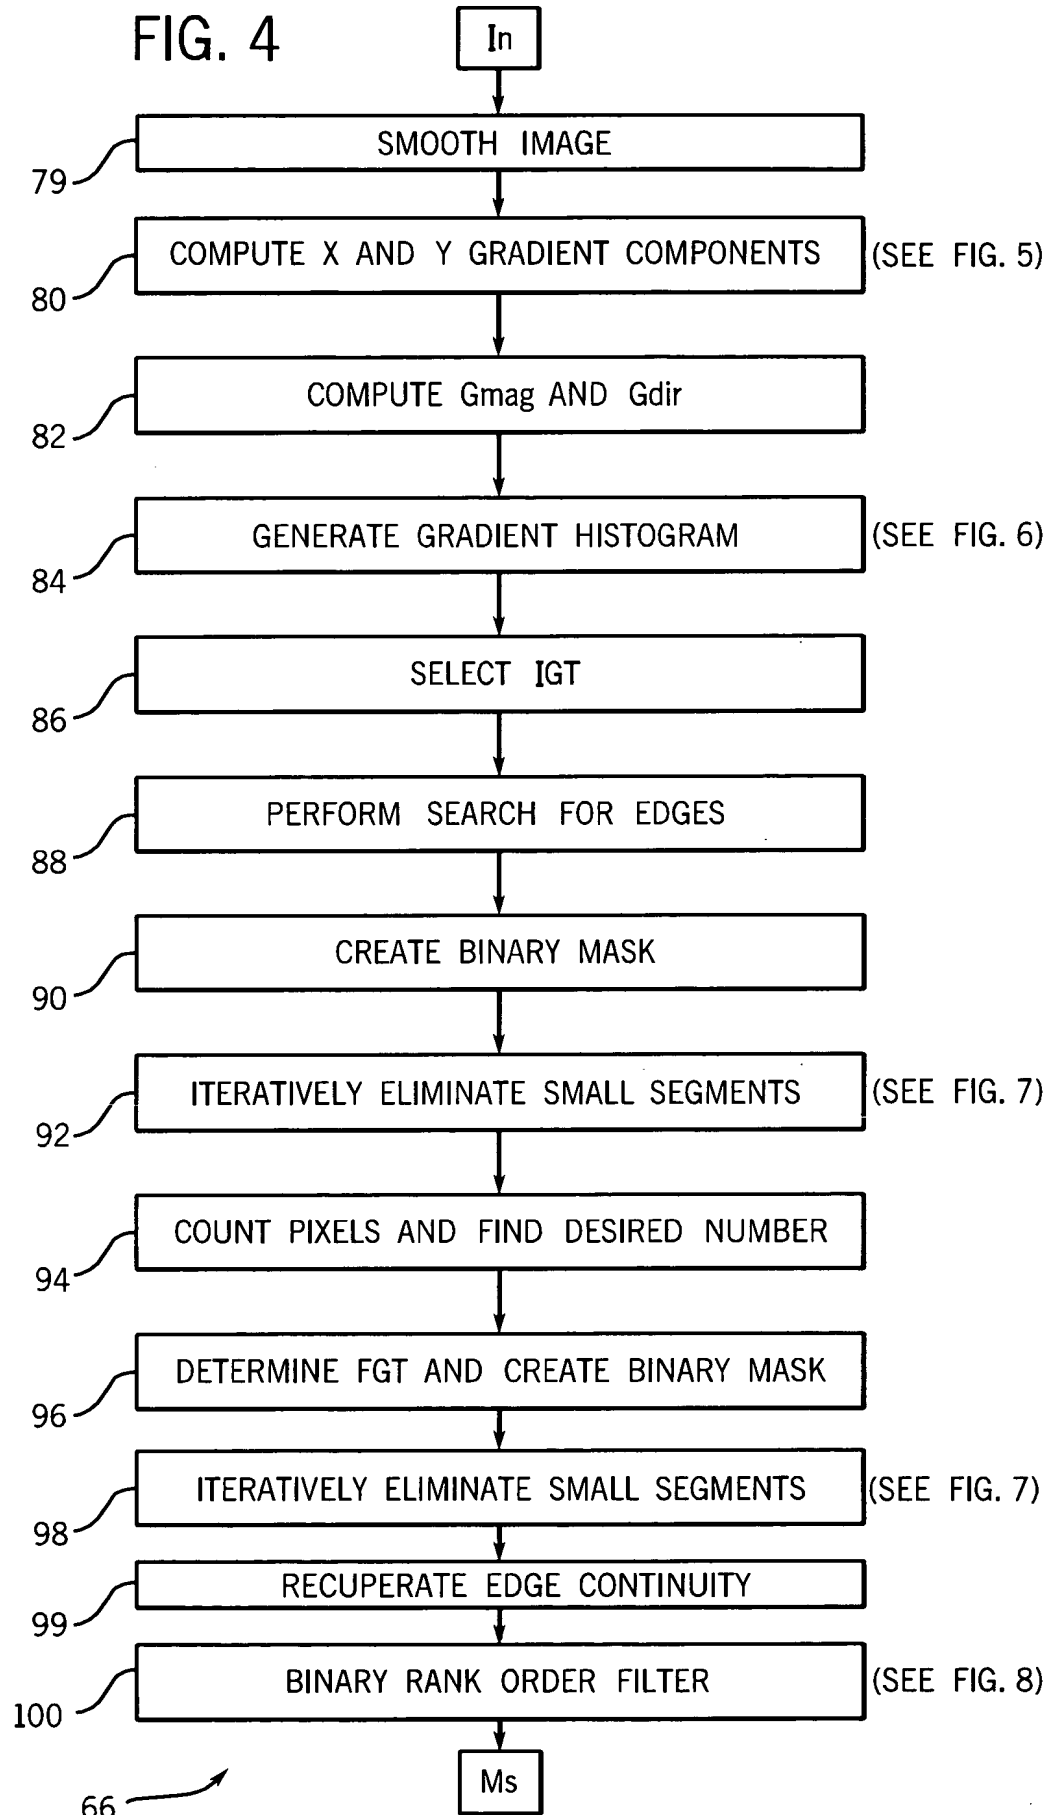 FIG. 4
In
SMOOTH IMAGE
79
COMPUTE X AND Y GRADIENT COMPONENTS (SEE FIG. 5)
80
COMPUTE Gmag AND Gdir
82
GENERATE GRADIENT HISTOGRAM (SEE FIG. 6)
84
SELECT IGT
86
PERFORM SEARCH FOR EDGES
88
CREATE BINARY MASK
90
ITERATIVELY ELIMINATE SMALL SEGMENTS (SEE FIG. 7)
92
COUNT PIXELS AND FIND DESIRED NUMBER
94
DETERMINE FGT AND CREATE BINARY MASK
96
ITERATIVELY ELIMINATE SMALL SEGMENTS (SEE FIG. 7)
98
RECUPERATE EDGE CONTINUITY
99
BINARY RANK ORDER FILTER (SEE FIG. 8)
100
Ms
66